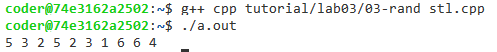 coder@74e3162a2502:~$ g++ cpp tutorial/lab03/03-rand stl.cpp
coder@74e3162a2502:~$ ./a.out
5 3 2 5 2 3 1 6 6 4